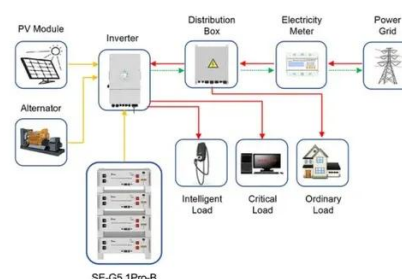 PV Module
Inverter
Distribution
Box
Electricity
Meter
Power
Grid
Alternator
Intelligent
Load
Critical
Load
Ordinary
Load
SE-G5.1Pro-B